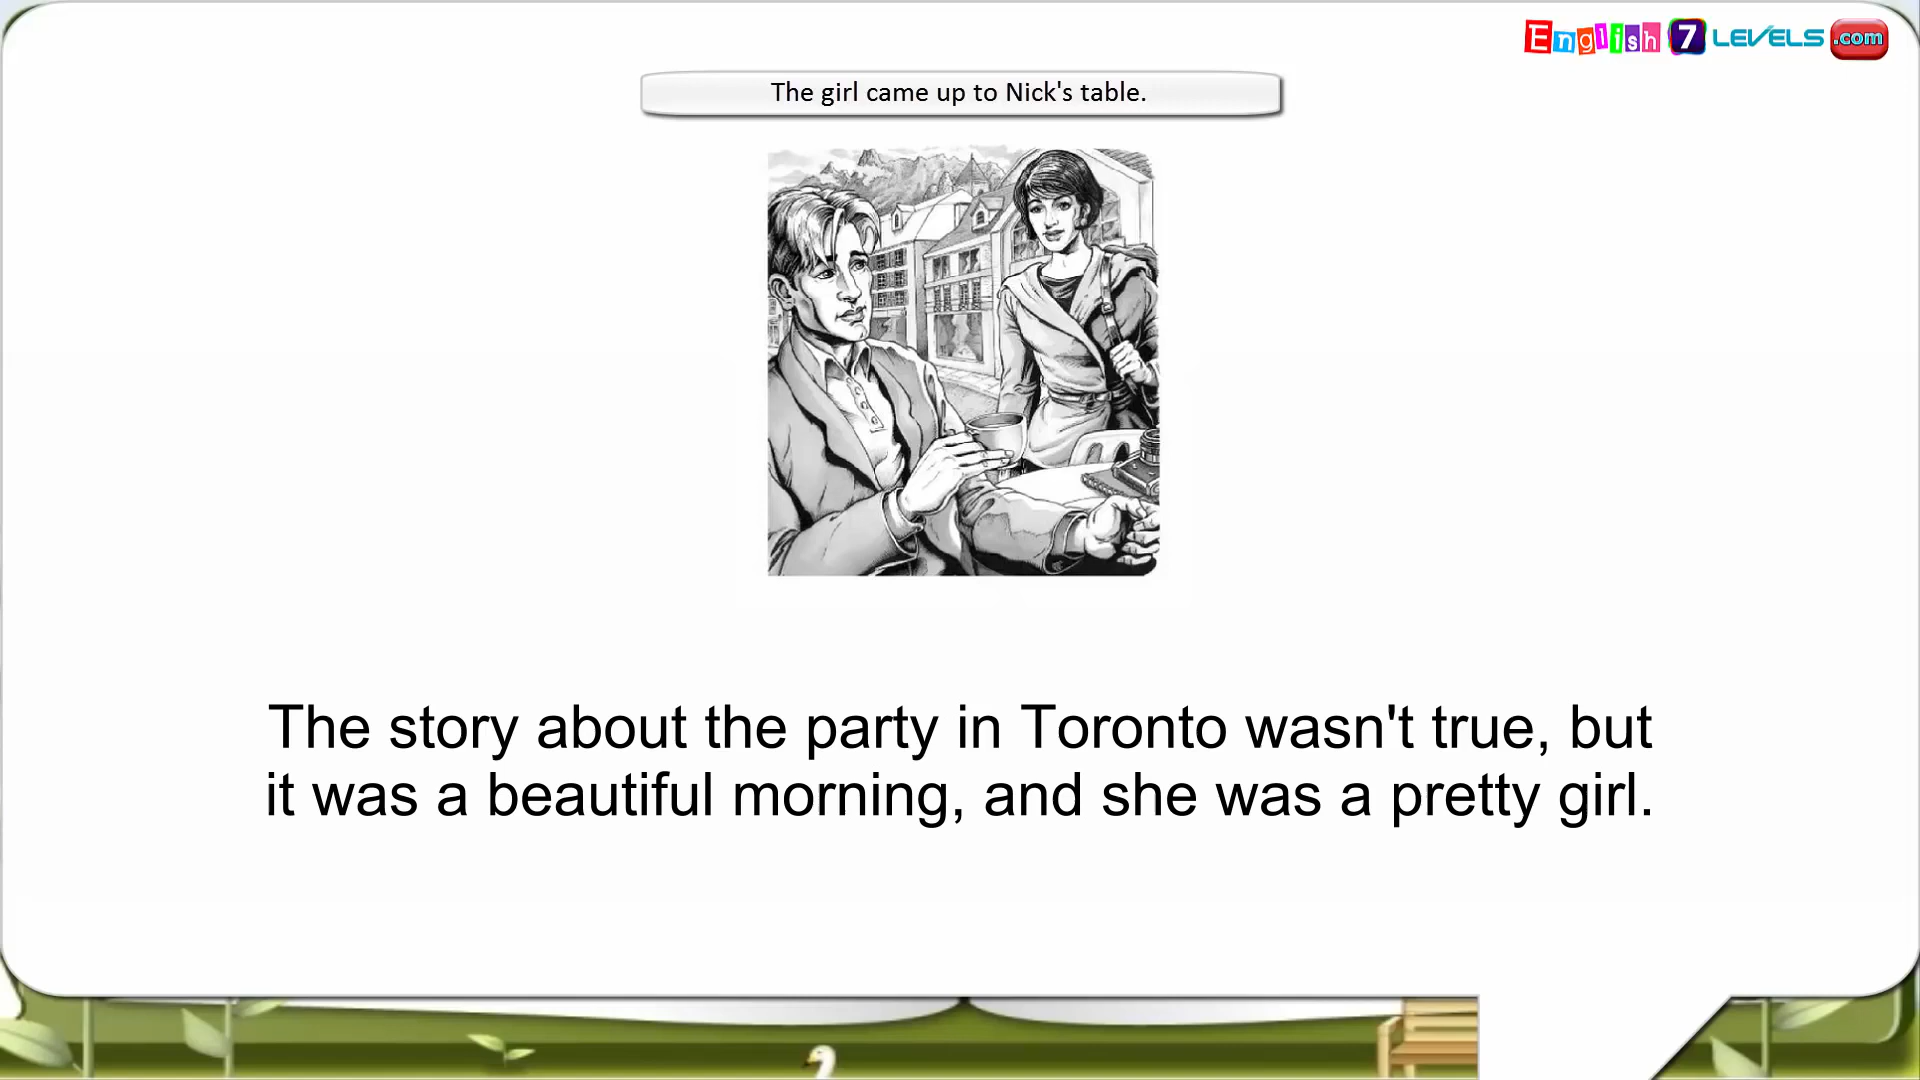 English 7 LEVELS .com
The girl came up to Nick's table.
The story about the party in Toronto wasn't true, but
it was a beautiful morning, and she was a pretty girl.